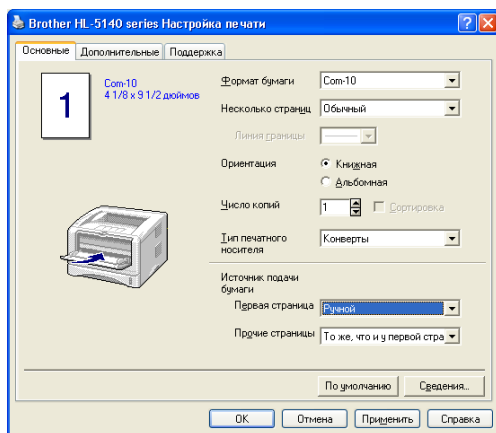 Brother HL-5140 series Настройка печати
Основные Дополнительные Поддержка
1
Com-10
4 1/8 x 9 1/2 дюймов
Формат бумаги Com-10
Несколько страниц Обычный
Линия границы
Ориентация Книжная
Альбомная
Число копий 1 Сортировка
Тип печатного носителя Конверты
Источник подачи бумаги
Первая страница Ручной
Прочие страницы То же, что и у первой стра
По умолчанию Сведения...
OK Отмена Применить Справка